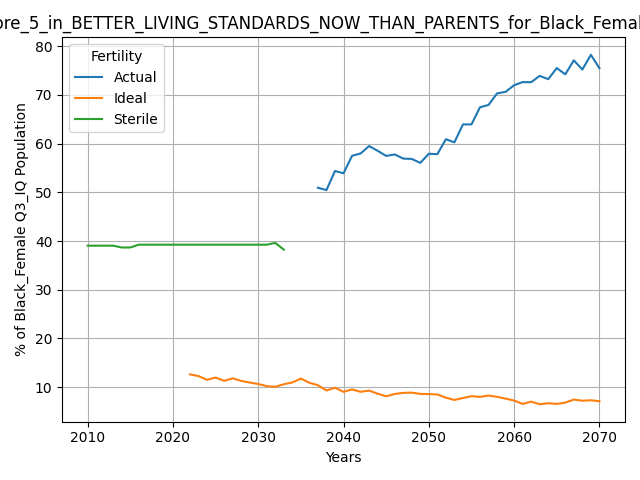 ore_5_in_BETTER_LIVING_STANDARDS_NOW_THAN_PARENTS_for_Black_Femal
Fertility
Actual
Ideal
Sterile
% of Black_Female Q3_IQ Population
80
70
60
50
40
30
20
10
2010 2020 2030 2040 2050 2060 2070
Years